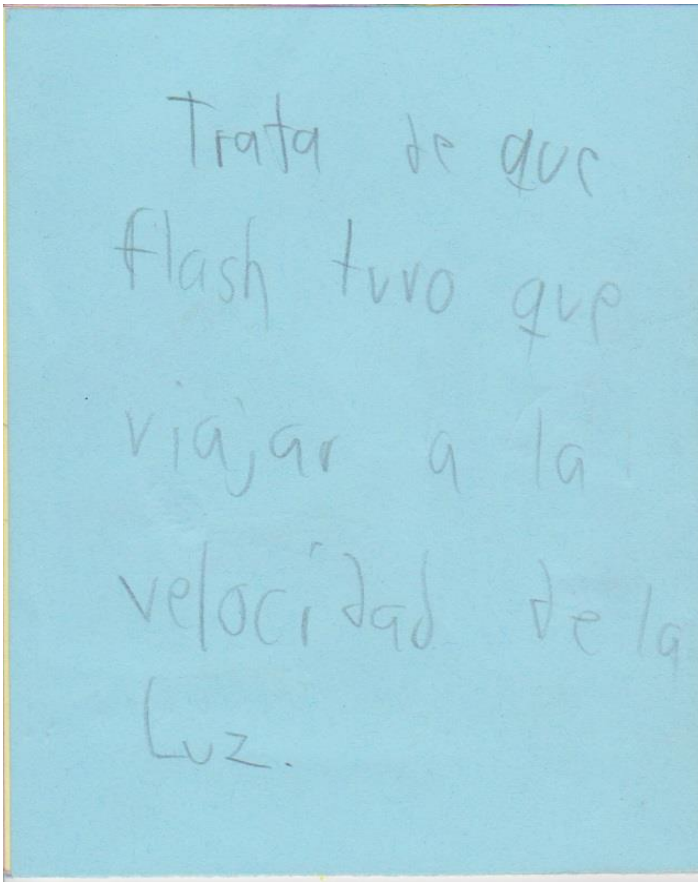 Trata de que
flash tuvo que
viajar a la
velocidad de la
Luz.